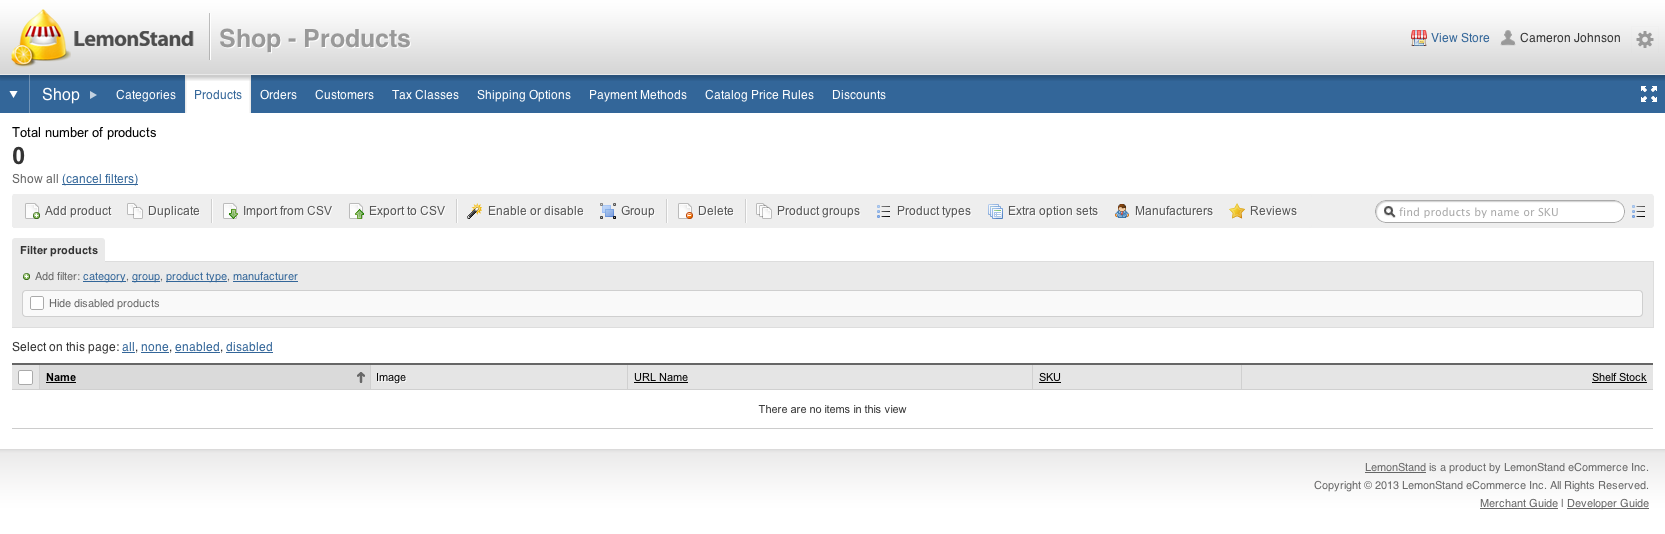 LemonStand Shop - Products View Store Cameron Johnson
Shop Categories Products Orders Customers Tax Classes Shipping Options Payment Methods Catalog Price Rules Discounts
Total number of products
0
Show all (cancel filters)
Add product Duplicate Import from CSV Export to CSV Enable or disable Group Delete Product groups Product types Extra option sets Manufacturers Reviews find products by name or SKU
Filter products
Add filter: category, group, product type, manufacturer
Hide disabled products
Select on this page: all, none, enabled, disabled
Name Image URL Name SKU Shelf Stock
There are no items in this view
LemonStand is a product by LemonStand eCommerce Inc.
Copyright © 2013 LemonStand eCommerce Inc. All Rights Reserved.
Merchant Guide | Developer Guide